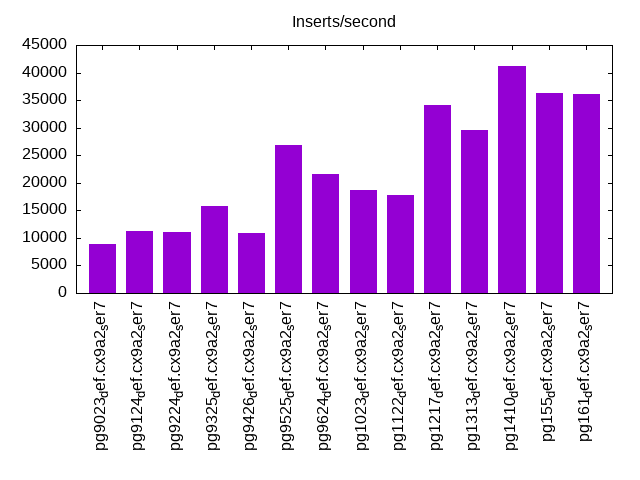 Inserts/second
45000
40000
35000
30000
25000
20000
15000
10000
5000
0
pg9023def.cx9a2ser7
pg9124def.cx9a2ser7
pg9224def.cx9a2ser7
pg9325def.cx9a2ser7
pg9426def.cx9a2ser7
pg9525def.cx9a2ser7
pg9624def.cx9a2ser7
pg1023def.cx9a2ser7
pg1122def.cx9a2ser7
pg1217def.cx9a2ser7
pg1313def.cx9a2ser7
pg1410def.cx9a2ser7
pg155def.cx9a2ser7
pg161def.cx9a2ser7